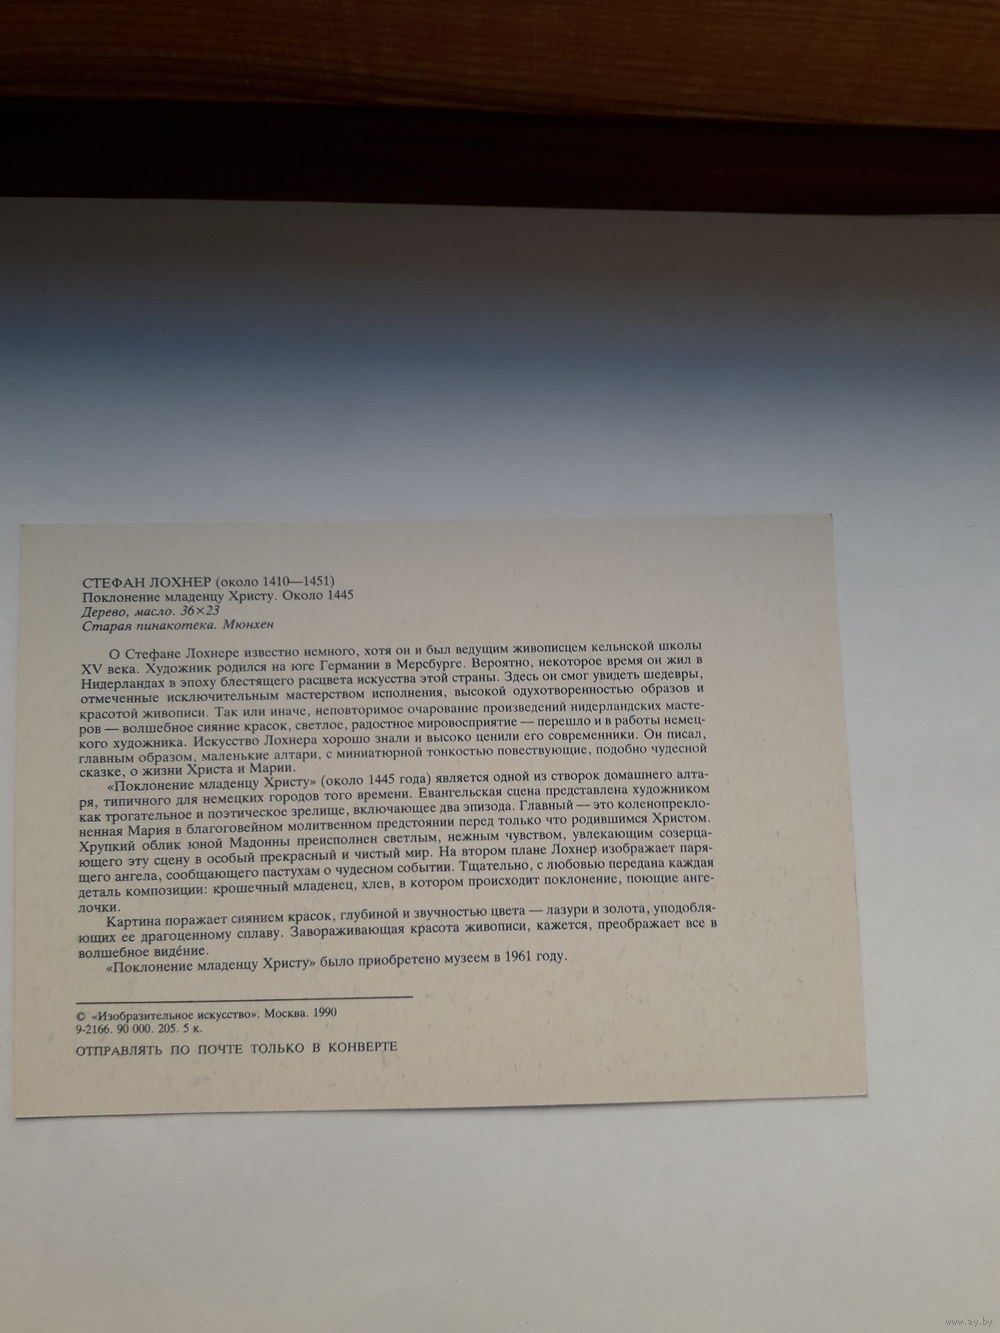 СТЕФАН ЛОХНЕР (около 1410—1451)
Поклонение младенцу Христу. Около 1445
Дерево, масло. 36×23
Старая пинакотека. Мюнхен
О Стефане Лохнере известно немного, хотя он и был ведущим живописцем кельнской школы
XV века. Художник родился на юге Германии в Мерсбурге. Вероятно, некоторое время он жил в
Нидерландах в эпоху блестящего расцвета искусства этой страны. Здесь он смог увидеть шедевры,
отмеченные исключительным мастерством исполнения, высокой одухотворенностью образов и
красотой живописи. Так или иначе, неповторимое очарование произведений нидерландских масте-
ров — волшебное сияние красок, светлое, радостное мировосприятие — перешло и в работы немец-
кого художника. Искусство Лохнера хорошо знали и высоко ценили его современники. Он писал,
главным образом, маленькие алтари, с миниатюрной тонкостью повествующие, подобно чудесной
сказке, о жизни Христа и Марии.
«Поклонение младенцу Христу» (около 1445 года) является одной из створок домашнего алта-
ря, типичного для немецких городов того времени. Евангельская сцена представлена художником
как трогательное и поэтическое зрелище, включающее два эпизода. Главный — это коленопрекло-
ненная Мария в благоговейном молитвенном предстоянии перед только что родившимся Христом.
Хрупкий облик юной Мадонны преисполнен светлым, нежным чувством, увлекающим созерца-
ющего эту сцену в особый прекрасный и чистый мир. На втором плане Лохнер изображает паря-
щего ангела, сообщающего пастухам о чудесном событии. Тщательно, с любовью передана каждая
деталь композиции: крошечный младенец, хлев, в котором происходит поклонение, поющие анге-
лочки.
Картина поражает сиянием красок, глубиной и звучностью цвета — лазури и золота, уподобля-
ющих ее драгоценному сплаву. Завораживающая красота живописи, кажется, преображает все в
волшебное виде́ние.
«Поклонение младенцу Христу» было приобретено музеем в 1961 году.
© «Изобразительное искусство». Москва. 1990
9-2166. 90 000. 205. 5 к.
ОТПРАВЛЯТЬ ПО ПОЧТЕ ТОЛЬКО В КОНВЕРТЕ
www.ay.by